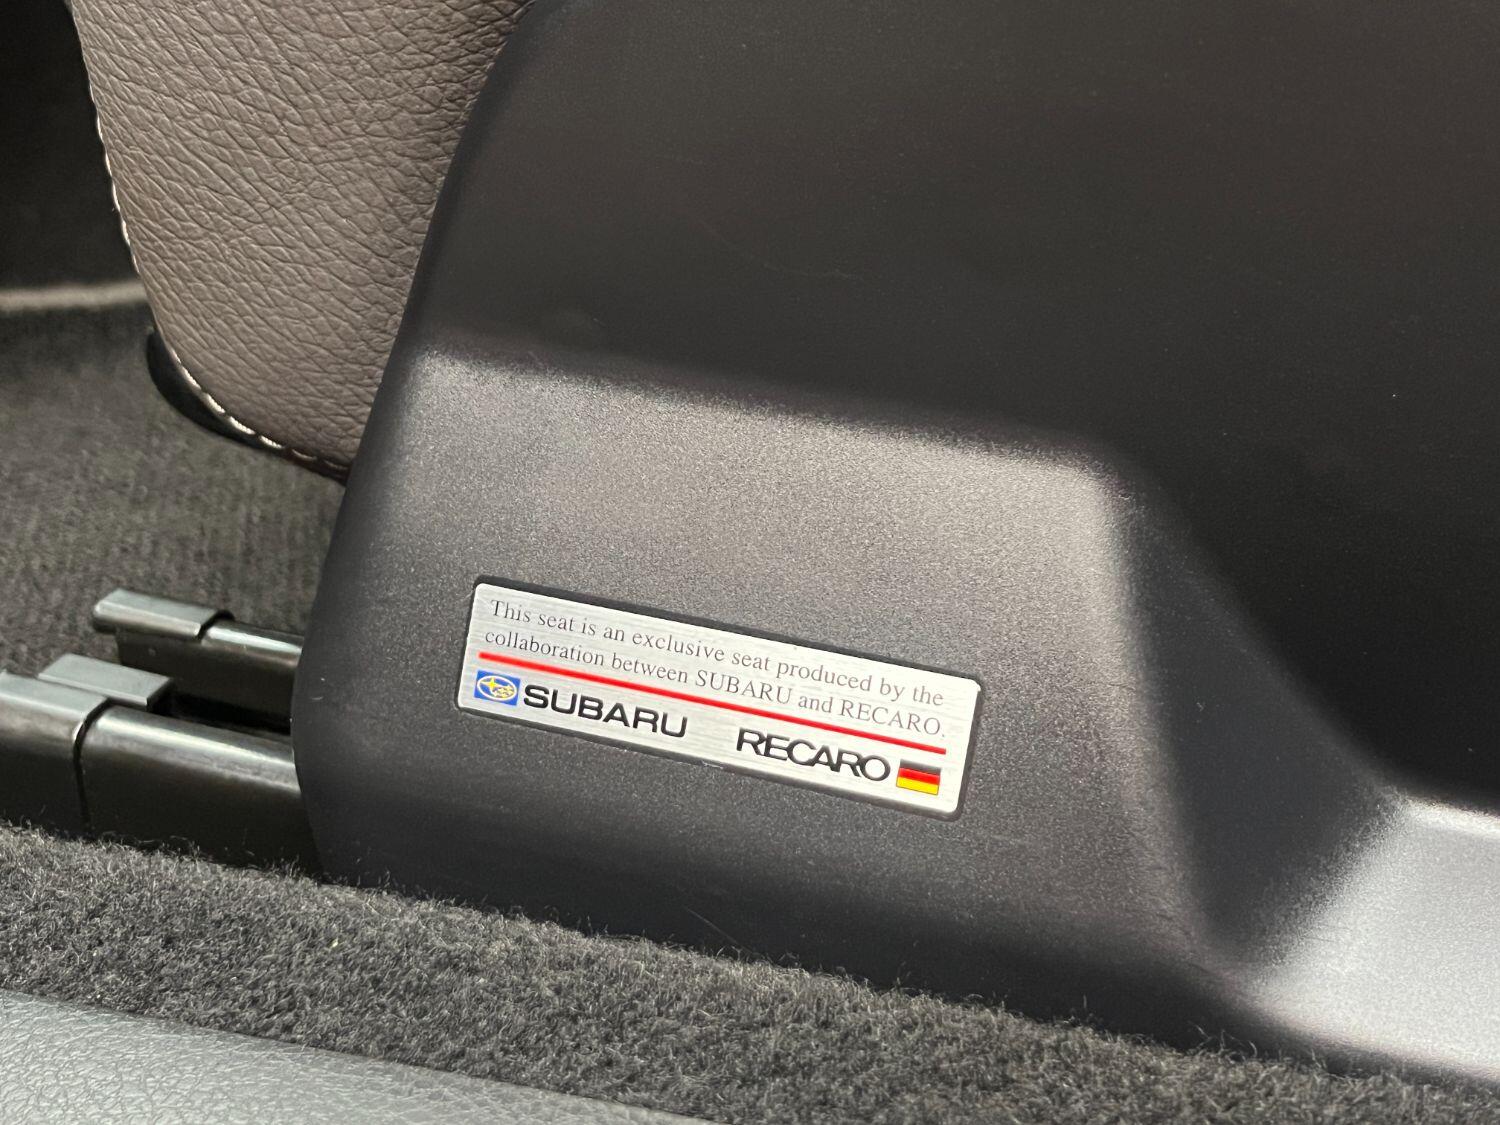 This seat is an exclusive seat produced by the
collaboration between SUBARU and RECARO.
SUBARU RECARO